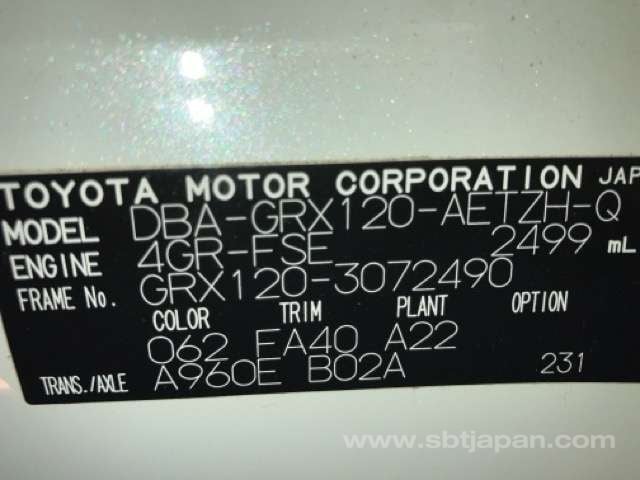 TOYOTA MOTOR CORPORATION JAP
MODEL DBA-GRX120-AETZH-Q
ENGINE 4GR-FSE 2499 mL
FRAME No. GRX120-3072490
COLOR TRIM PLANT OPTION
062 FA40 A22
TRANS./AXLE A960E B02A 231
www.sbtjapan.com